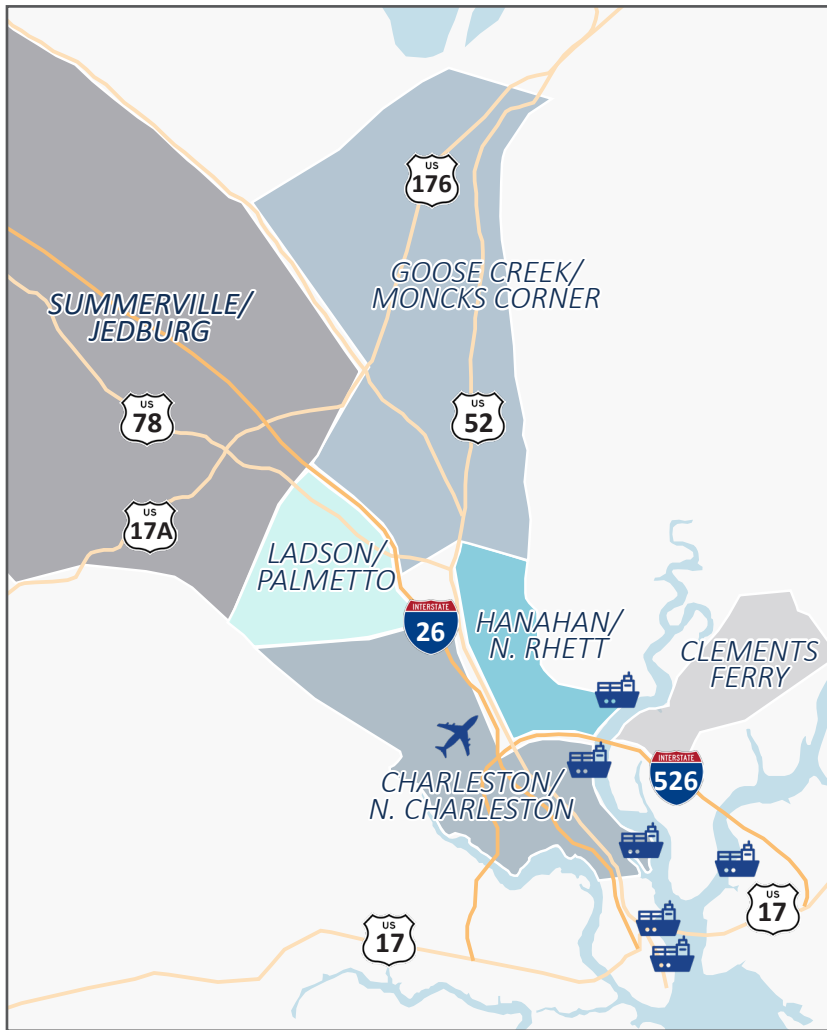 US
176
GOOSE CREEK/
MONCKS CORNER
SUMMERVILLE/
JEDBURG
US
78
US
52
US
17A
LADSON/
PALMETTO
INTERSTATE
26
HANAHAN/
N. RHETT
CLEMENTS
FERRY
INTERSTATE
526
CHARLESTON/
N. CHARLESTON
US
17
US
17